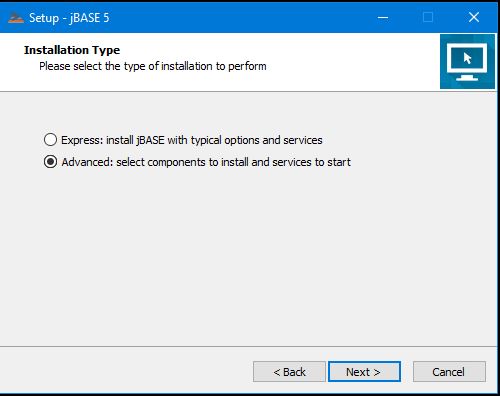 Setup - jBASE 5
Installation Type
Please select the type of installation to perform
Express: install jBASE with typical options and services
Advanced: select components to install and services to start
< Back
Next >
Cancel